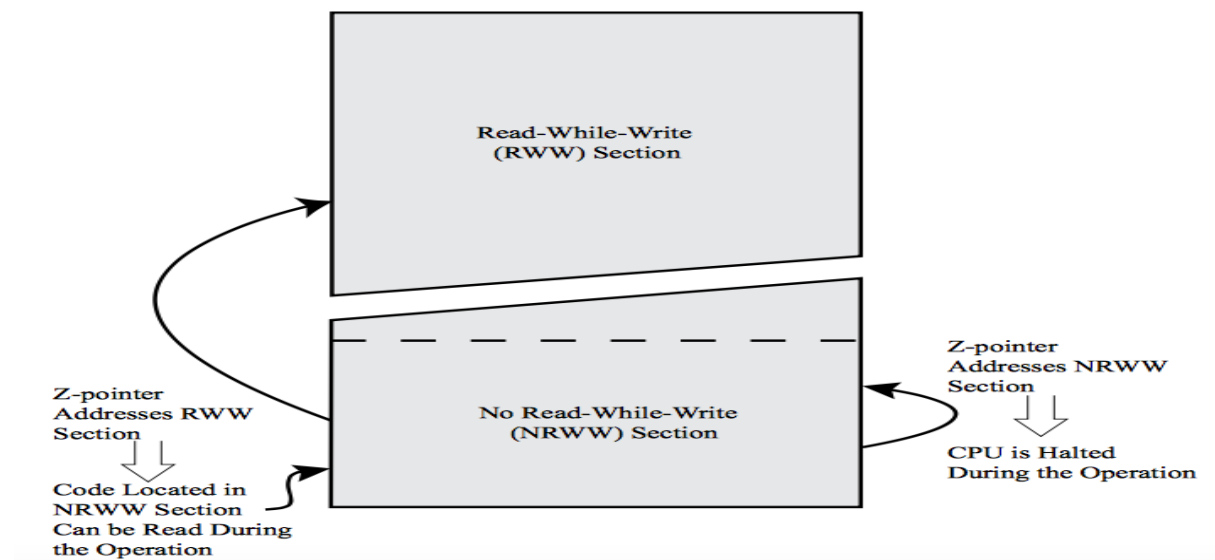 Read-While-Write
(RWW) Section
Z-pointer
Addresses RWW
Section
Code Located in
NRWW Section
Can be Read During
the Operation
No Read-While-Write
(NRWW) Section
Z-pointer
Addresses NRWW
Section
CPU is Halted
During the Operation